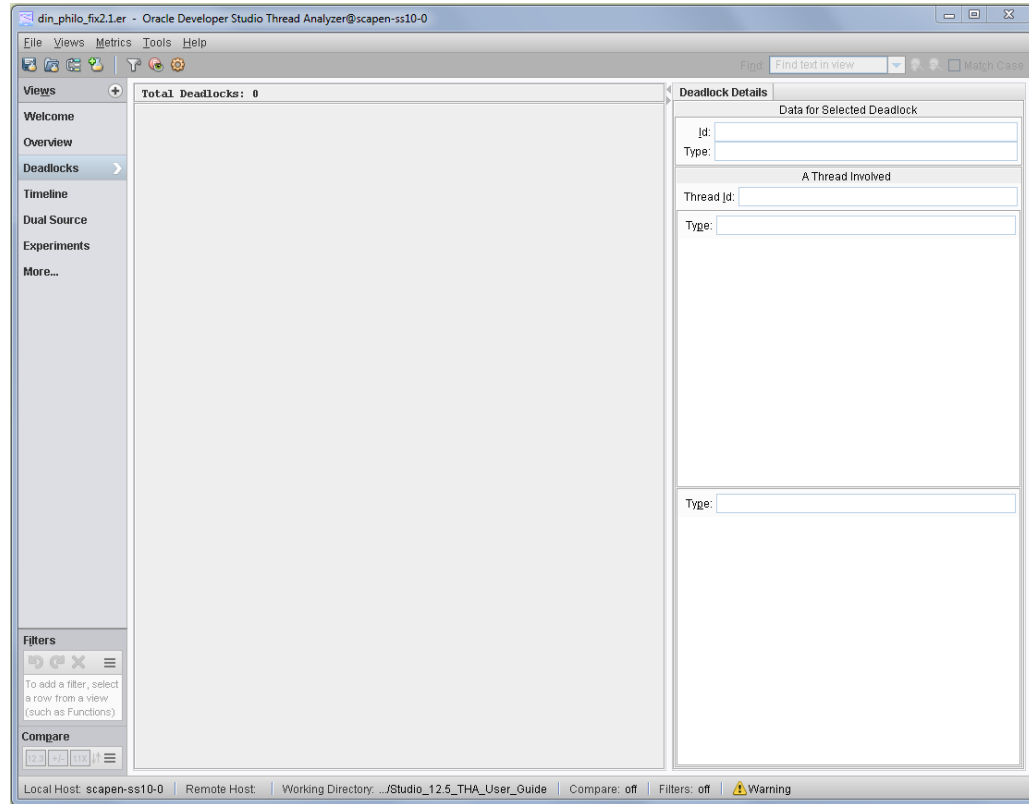 din_philo_fix2.1.er - Oracle Developer Studio Thread Analyzer@scapen-ss10-0
File Views Metrics Tools Help
Find: Find text in view Match Case
Views
Welcome
Overview
Deadlocks
Timeline
Dual Source
Experiments
More...
Total Deadlocks: 0
Deadlock Details
Data for Selected Deadlock
Id:
Type:
A Thread Involved
Thread Id:
Type:
Type:
Filters
To add a filter, select
a row from a view
(such as Functions)
Compare
12.3 +/- 11X
Local Host: scapen-ss10-0 Remote Host: Working Directory: .../Studio_12.5_THA_User_Guide Compare: off Filters: off Warning